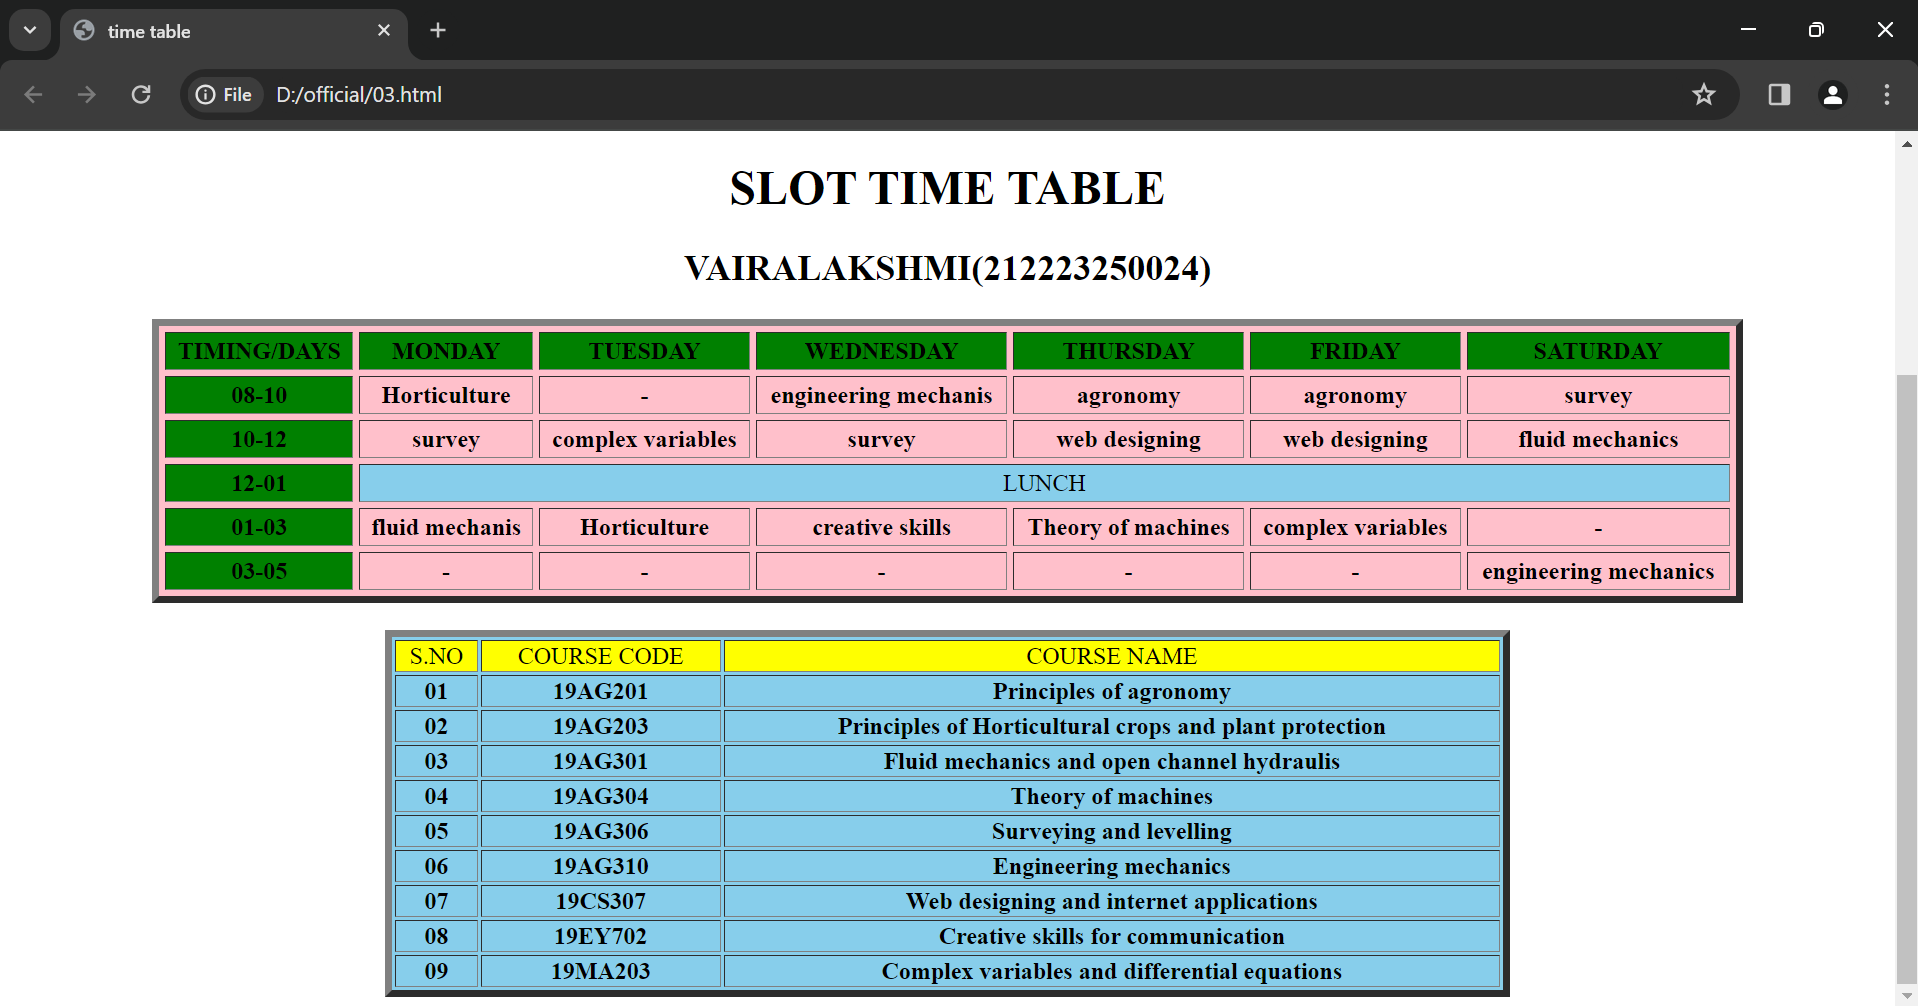 time table
File D:/official/03.html
SLOT TIME TABLE
VAIRALAKSHMI(212223250024)
TIMING/DAYS MONDAY TUESDAY WEDNESDAY THURSDAY FRIDAY SATURDAY
08-10 Horticulture - engineering mechanis agronomy agronomy survey
10-12 survey complex variables survey web designing web designing fluid mechanics
12-01 LUNCH
01-03 fluid mechanis Horticulture creative skills Theory of machines complex variables -
03-05 - - - - - engineering mechanics
S.NO COURSE CODE COURSE NAME
01 19AG201 Principles of agronomy
02 19AG203 Principles of Horticultural crops and plant protection
03 19AG301 Fluid mechanics and open channel hydraulis
04 19AG304 Theory of machines
05 19AG306 Surveying and levelling
06 19AG310 Engineering mechanics
07 19CS307 Web designing and internet applications
08 19EY702 Creative skills for communication
09 19MA203 Complex variables and differential equations